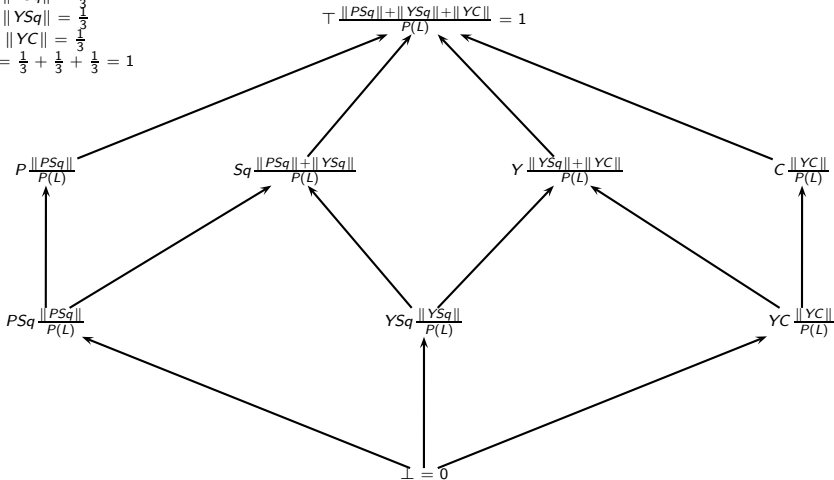 ‖YSq‖ = 1/3
‖YC‖ = 1/3
= 1/3 + 1/3 + 1/3 = 1
⊤ ‖PSq‖+‖YSq‖+‖YC‖ / P(L) = 1
P ‖PSq‖ / P(L)
Sq ‖PSq‖+‖YSq‖ / P(L)
Y ‖YSq‖+‖YC‖ / P(L)
C ‖YC‖ / P(L)
PSq ‖PSq‖ / P(L)
YSq ‖YSq‖ / P(L)
YC ‖YC‖ / P(L)
⊥ = 0